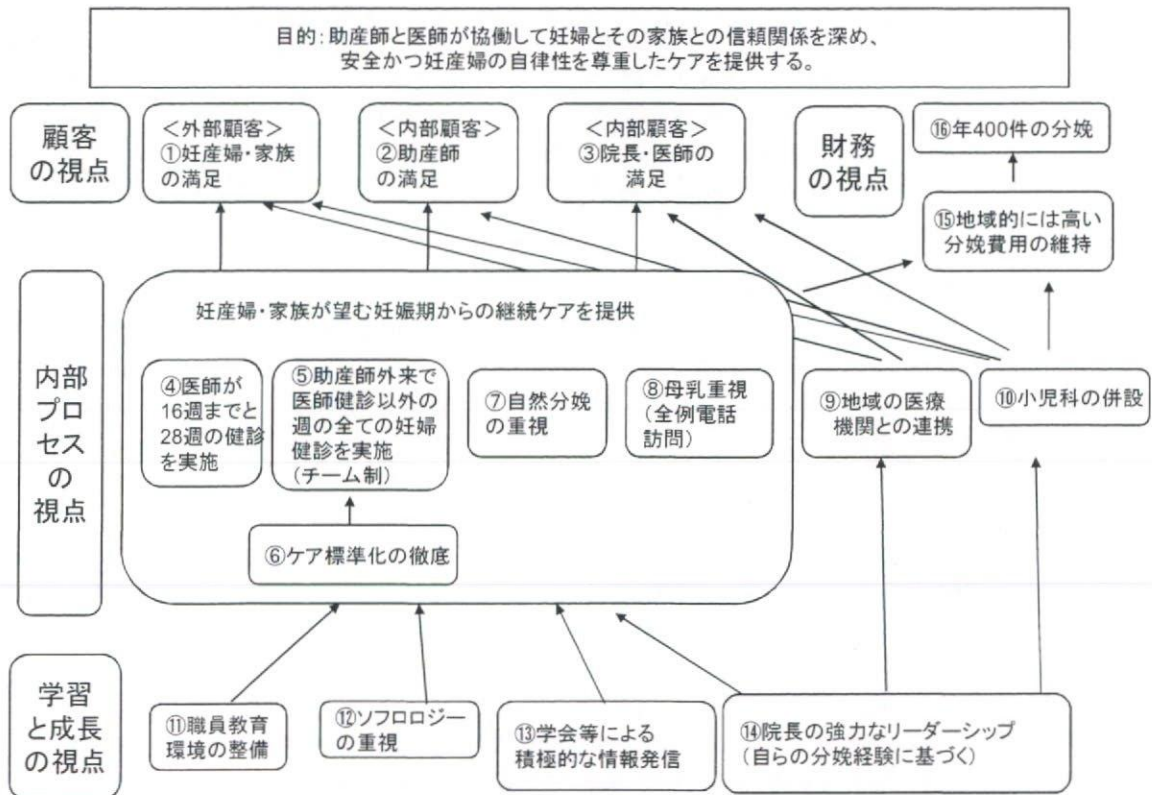 目的:助産師と医師が協働して妊婦とその家族との信頼関係を深め、
安全かつ妊産婦の自律性を尊重したケアを提供する。
顧客
の視点
<外部顧客>
①妊産婦・家族
の満足
<内部顧客>
②助産師
の満足
<内部顧客>
③院長・医師の
満足
財務
の視点
⑯年400件の分娩
⑮地域的には高い
分娩費用の維持
内部
プロ
セス
の
視点
妊産婦・家族が望む妊娠期からの継続ケアを提供
④医師が
16週までと
28週の健診
を実施
⑤助産師外来で
医師健診以外の
週の全ての妊婦
健診を実施
(チーム制)
⑥ケア標準化の徹底
⑦自然分娩
の重視
⑧母乳重視
(全例電話
訪問)
⑨地域の医療
機関との連携
⑩小児科の併設
学習
と成長
の視点
⑪職員教育
環境の整備
⑫ソフロロジー
の重視
⑬学会等による
積極的な情報発信
⑭院長の強力なリーダーシップ
(自らの分娩経験に基づく)